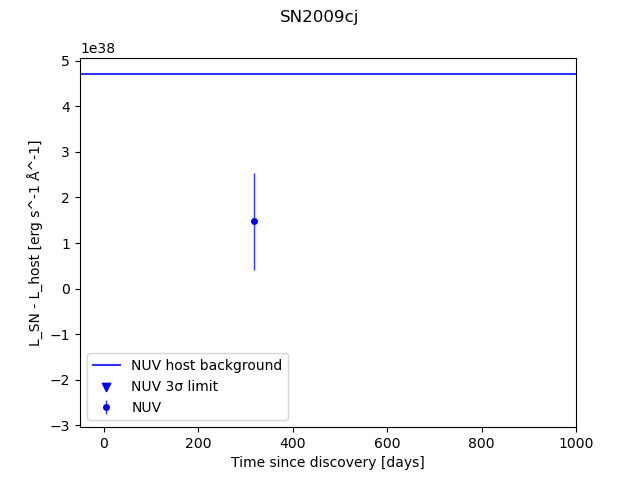 SN2009cj
1e38
5
4
3
2
1
0
−1
−2
−3
L_SN - L_host [erg s^-1 Å^-1]
NUV host background
NUV 3σ limit
NUV
0 200 400 600 800 1000
Time since discovery [days]